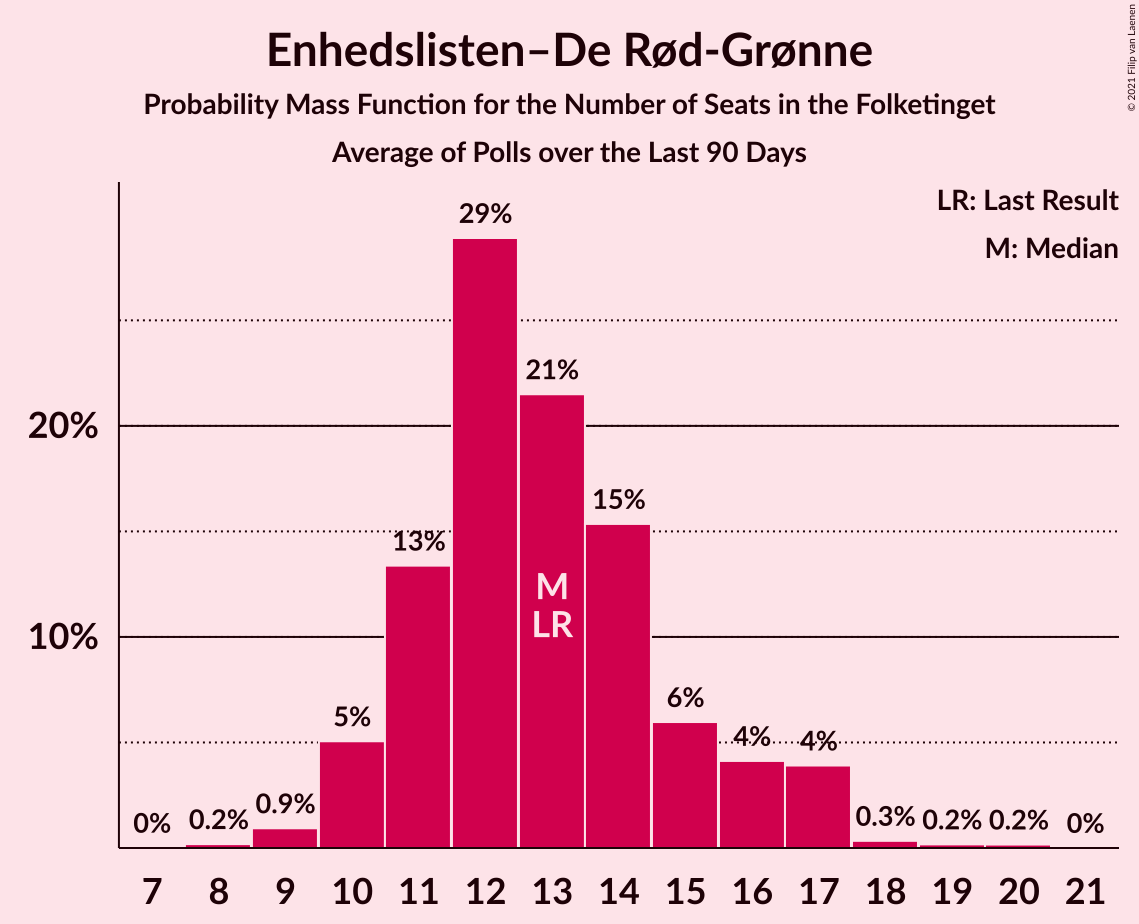 Enhedslisten–De Rød-Grønne
Probability Mass Function for the Number of Seats in the Folketinget
Average of Polls over the Last 90 Days
© 2021 Filip van Laenen
LR: Last Result
M: Median
20%
10%
0%
0.2%
0.9%
5%
13%
29%
21%
15%
6%
4%
4%
0.3%
0.2%
0.2%
0%
M
LR
7 8 9 10 11 12 13 14 15 16 17 18 19 20 21